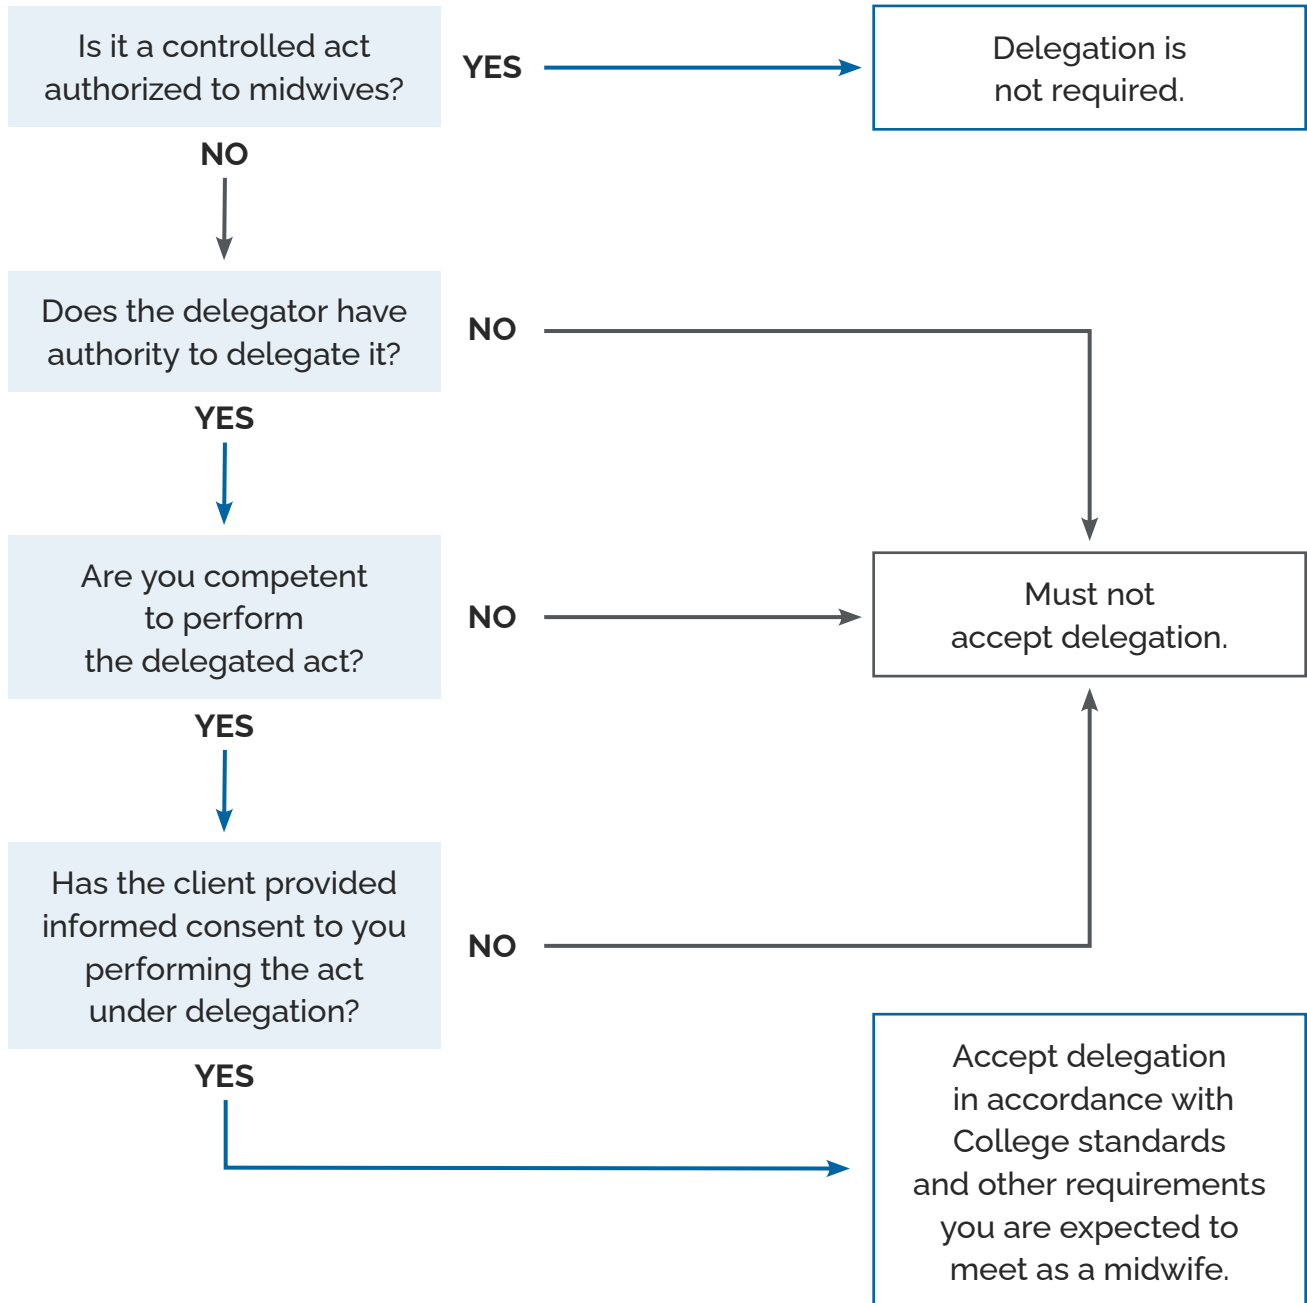 Is it a controlled act
authorized to midwives?
YES
Delegation is
not required.
NO
Does the delegator have
authority to delegate it?
NO
YES
Are you competent
to perform
the delegated act?
NO
Must not
accept delegation.
YES
Has the client provided
informed consent to you
performing the act
under delegation?
NO
YES
Accept delegation
in accordance with
College standards
and other requirements
you are expected to
meet as a midwife.